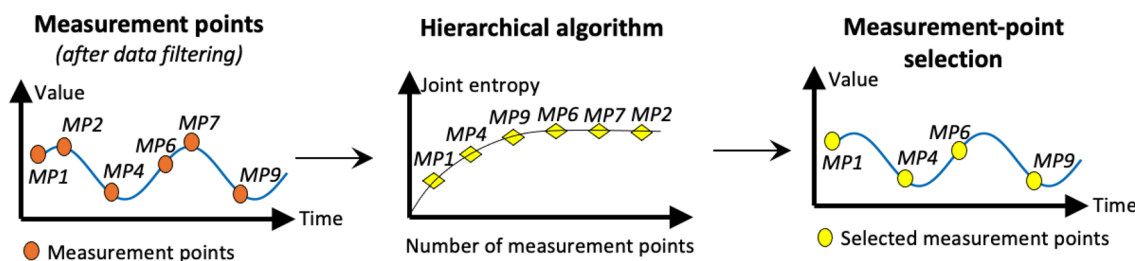 Measurement points
(after data filtering)
Value
MP2
MP7
MP6
MP1
MP4
MP9
Time
Measurement points
Hierarchical algorithm
Joint entropy
MP9
MP6
MP7
MP2
MP4
MP1
Number of measurement points
Measurement-point
selection
Value
MP6
MP1
MP4
MP9
Time
Selected measurement points